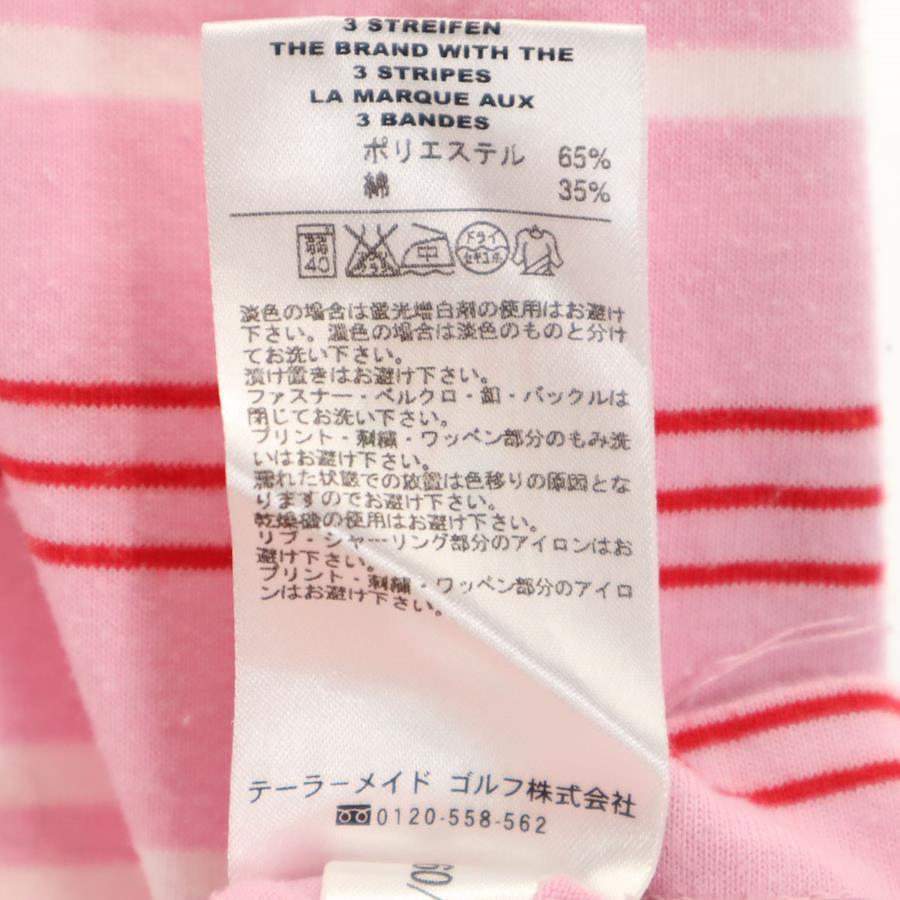 3 STREIFEN
THE BRAND WITH THE
3 STRIPES
LA MARQUE AUX
3 BANDES
ポリエステル 65%
綿 35%
弱
40
エンソサラシ
中
ドライ
セキユ系
淡色の場合は蛍光増白剤の使用はお避け
下さい。濃色の場合は淡色のものと分け
てお洗い下さい。
漬け置きはお避け下さい。
ファスナー・ベルクロ・釦・バックルは
閉じてお洗い下さい。
プリント・刺繍・ワッペン部分のもみ洗
いはお避け下さい。
濡れた状態での放置は色移りの原因とな
りますのでお避け下さい。
乾燥機の使用はお避け下さい。
リブ・シャーリング部分のアイロンはお
避け下さい。
プリント・刺繍・ワッペン部分のアイロ
ンはお避け下さい。
テーラーメイド ゴルフ株式会社
0120-558-562
60/